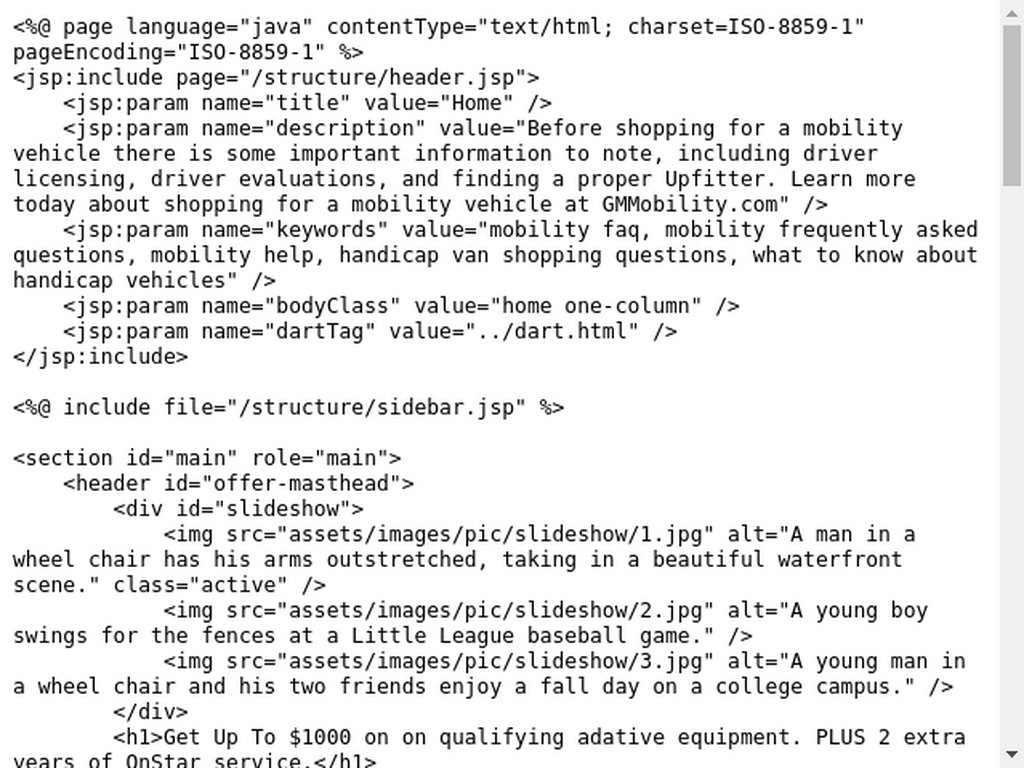 <%@ page language="java" contentType="text/html; charset=ISO-8859-1"
pageEncoding="ISO-8859-1" %>
<jsp:include page="/structure/header.jsp">
    <jsp:param name="title" value="Home" />
    <jsp:param name="description" value="Before shopping for a mobility
vehicle there is some important information to note, including driver
licensing, driver evaluations, and finding a proper Upfitter. Learn more
today about shopping for a mobility vehicle at GMMobility.com" />
    <jsp:param name="keywords" value="mobility faq, mobility frequently asked
questions, mobility help, handicap van shopping questions, what to know about
handicap vehicles" />
    <jsp:param name="bodyClass" value="home one-column" />
    <jsp:param name="dartTag" value="../dart.html" />
</jsp:include>

<%@ include file="/structure/sidebar.jsp" %>

<section id="main" role="main">
    <header id="offer-masthead">
        <div id="slideshow">
            <img src="assets/images/pic/slideshow/1.jpg" alt="A man in a
wheel chair has his arms outstretched, taking in a beautiful waterfront
scene." class="active" />
            <img src="assets/images/pic/slideshow/2.jpg" alt="A young boy
swings for the fences at a Little League baseball game." />
            <img src="assets/images/pic/slideshow/3.jpg" alt="A young man in
a wheel chair and his two friends enjoy a fall day on a college campus." />
        </div>
        <h1>Get Up To $1000 on on qualifying adative equipment. PLUS 2 extra
years of OnStar service.</h1>